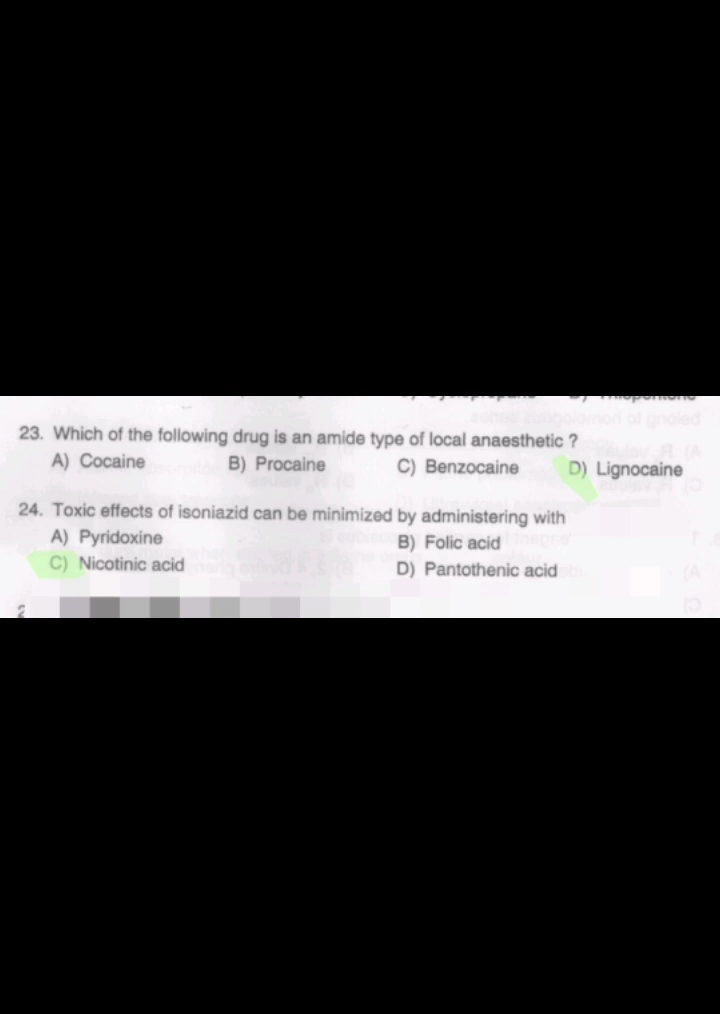 23. Which of the following drug is an amide type of local anaesthetic ?
A) Cocaine B) Procaine C) Benzocaine D) Lignocaine
24. Toxic effects of isoniazid can be minimized by administering with
A) Pyridoxine B) Folic acid
C) Nicotinic acid D) Pantothenic acid